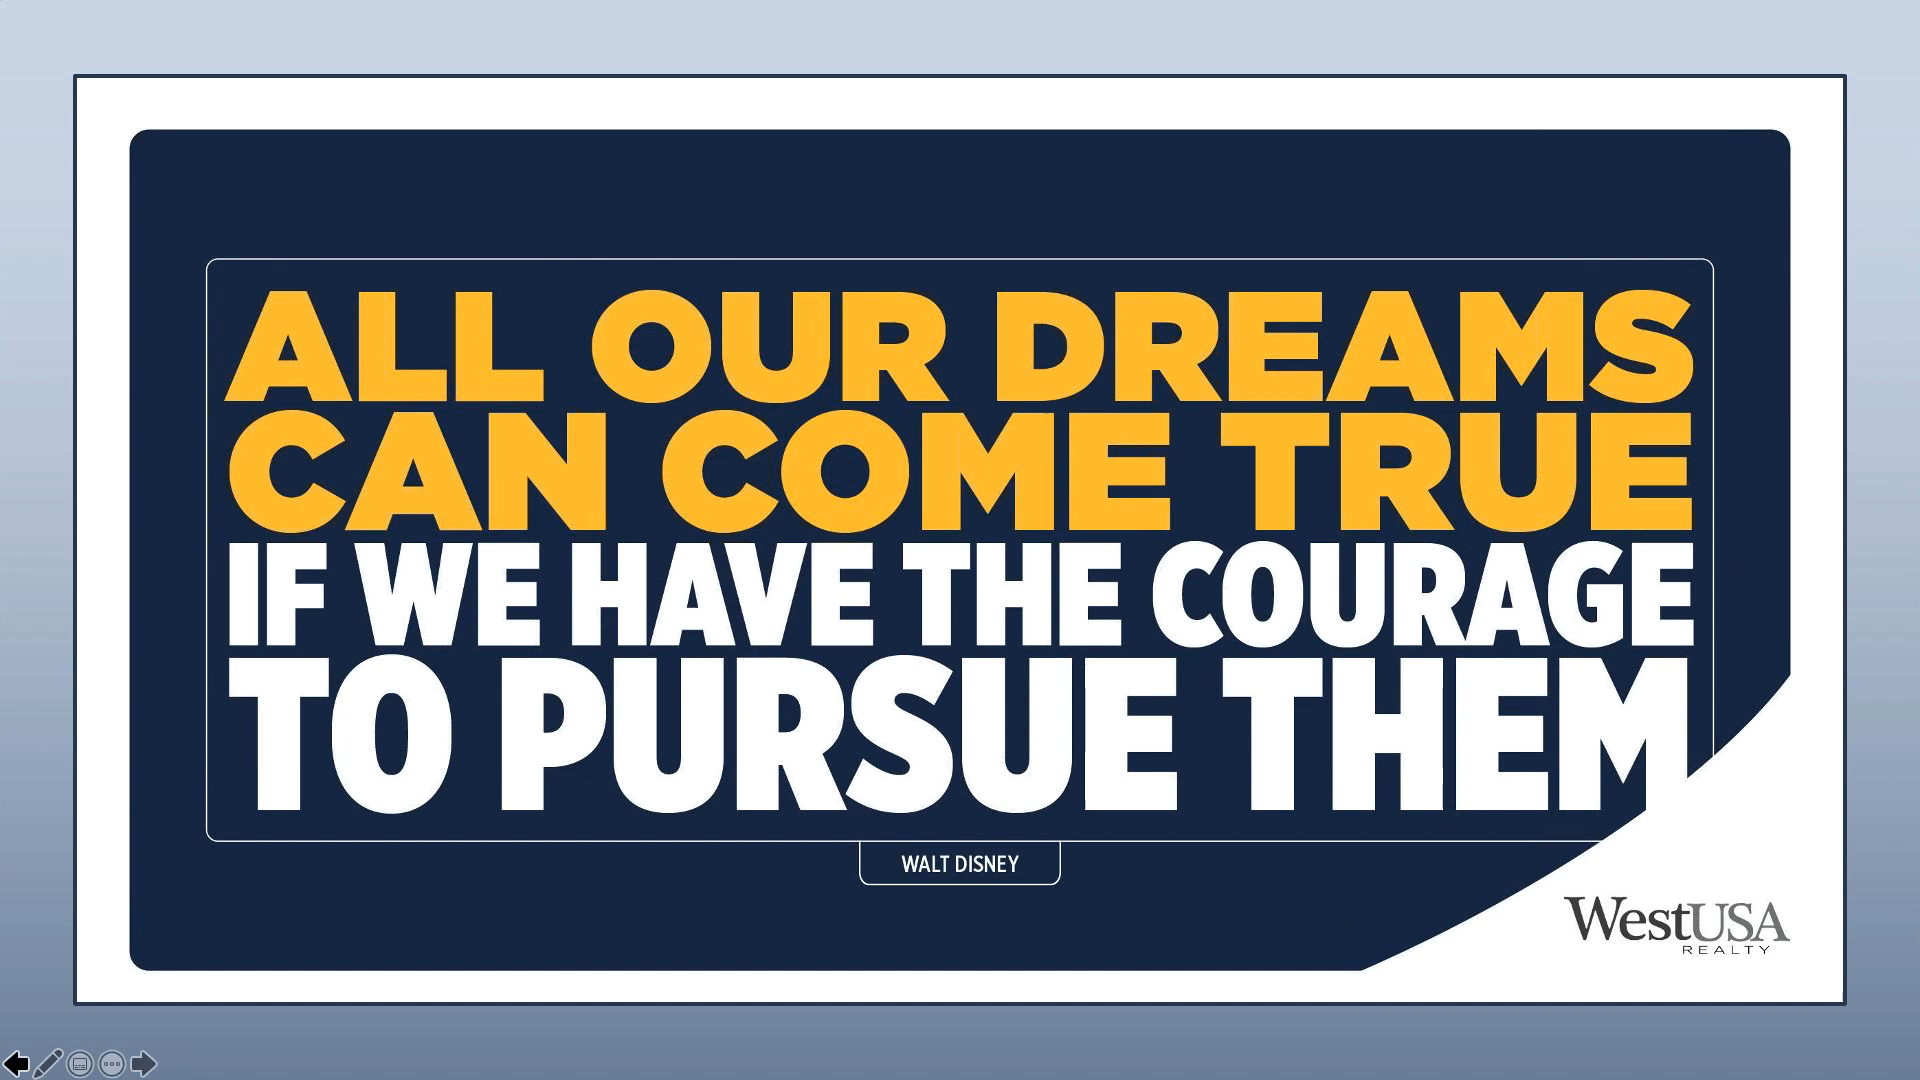 ALL OUR DREAMS
CAN COME TRUE
IF WE HAVE THE COURAGE
TO PURSUE THEM
WALT DISNEY
WestUSA
REALTY